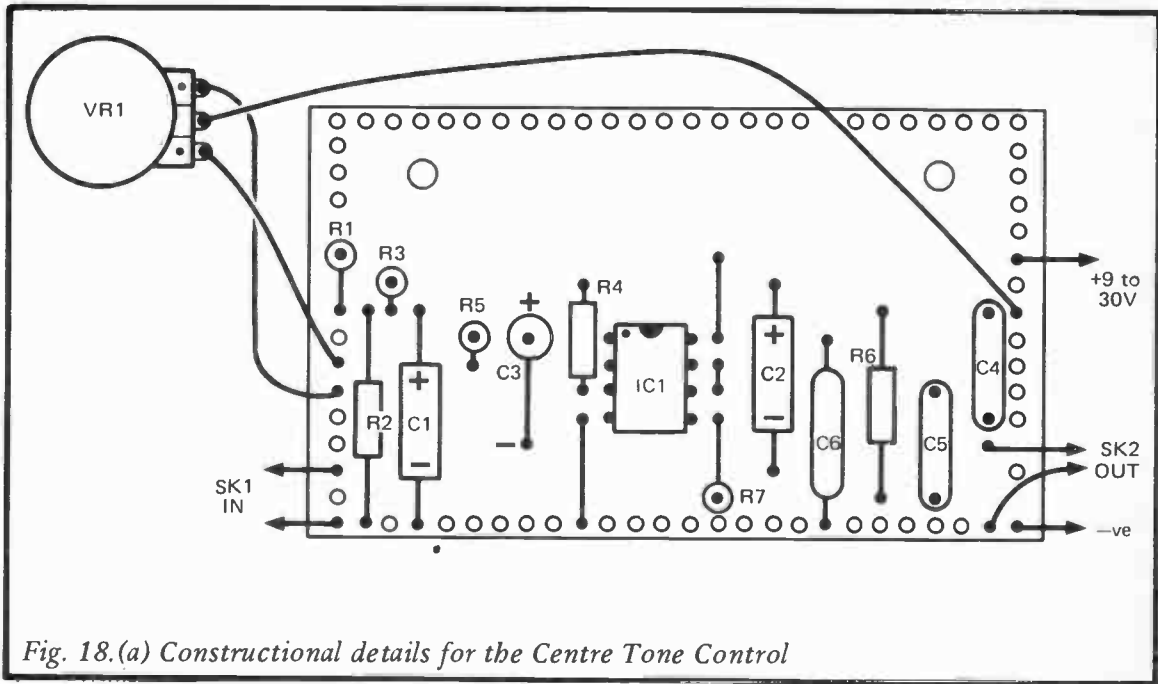 VR1
R1
R3
R5
+
C3
−
R4
IC1
R2
+
C1
−
+
C2
−
C6
R6
C5
C4
R7
+9 to
30V
SK1
IN
SK2
OUT
−ve
Fig. 18.(a) Constructional details for the Centre Tone Control